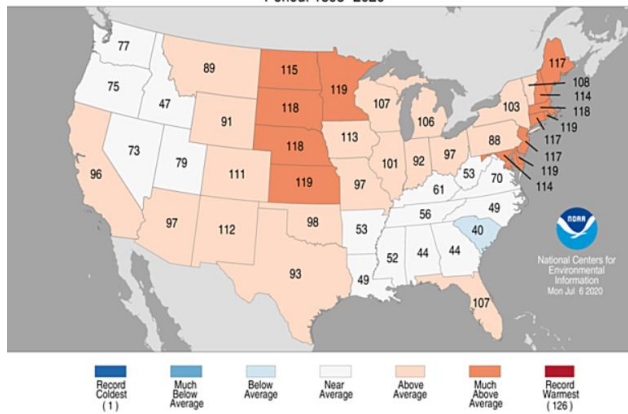 Period: 1895–2020
77
89
115
119
117
108
114
118
119
117
117
119
114
75
47
91
118
107
106
103
73
79
111
118
113
101
92
97
88
96
119
97
61
53
70
97
112
98
53
56
49
93
49
52
44
44
40
107
NOAA
National Centers for
Environmental
Information
Mon Jul 6 2020
Record
Coldest
(1)
Much
Below
Average
Below
Average
Near
Average
Above
Average
Much
Above
Average
Record
Warmest
(126)